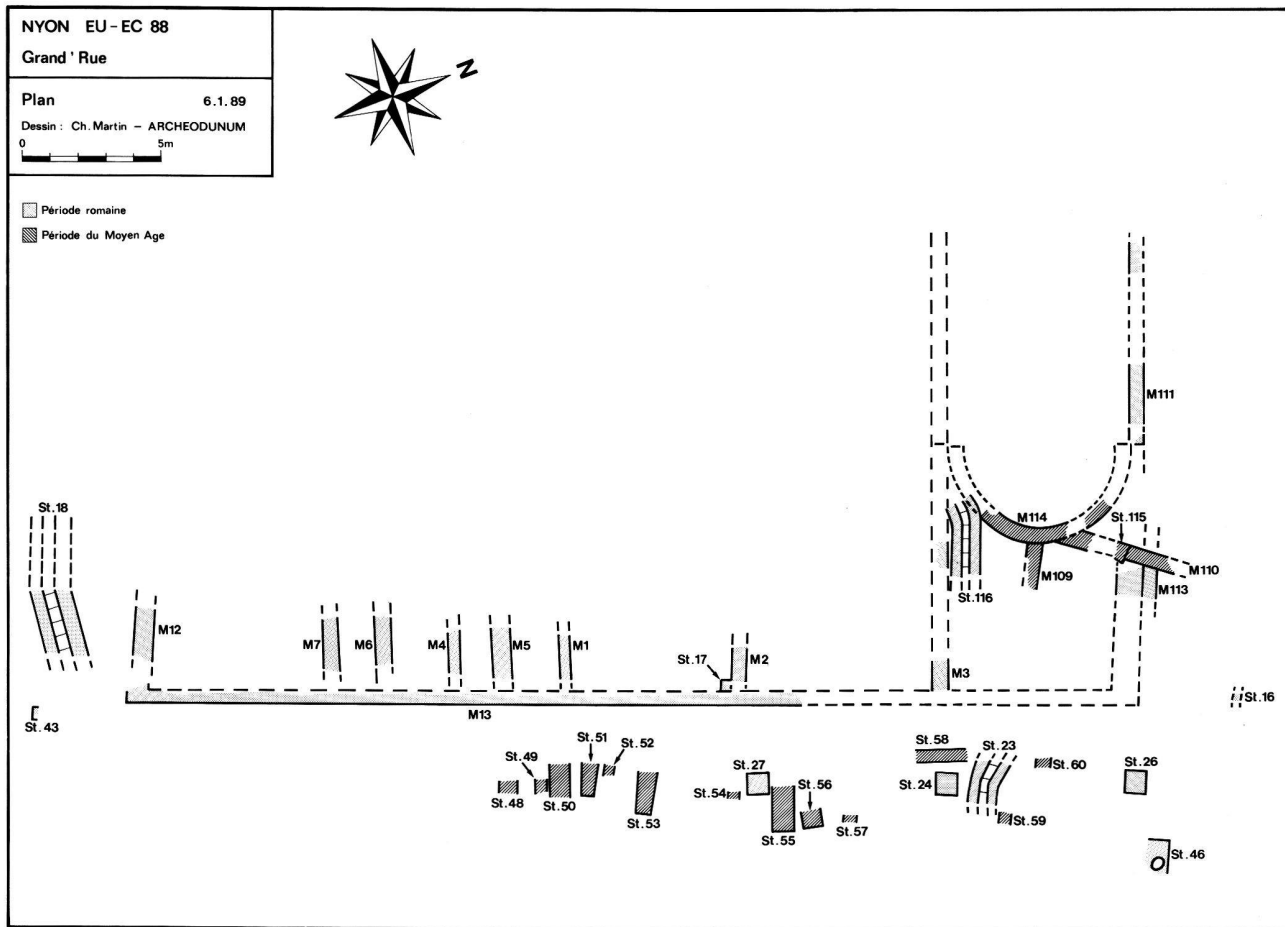 NYON EU-EC 88
Grand' Rue
Plan 6.1.89
Dessin : Ch. Martin – ARCHEODUNUM
0 5m
N
Période romaine
Période du Moyen Age
M111
St.18
M114
St.115
M110
M109
M113
St.116
M12
M7
M6
M4
M5
M1
St.17
M2
M3
St.16
St.43
M13
St.51
St.52
St.49
St.48
St.50
St.53
St.27
St.54
St.56
St.55
St.57
St.58
St.23
St.24
St.60
St.59
St.26
St.46